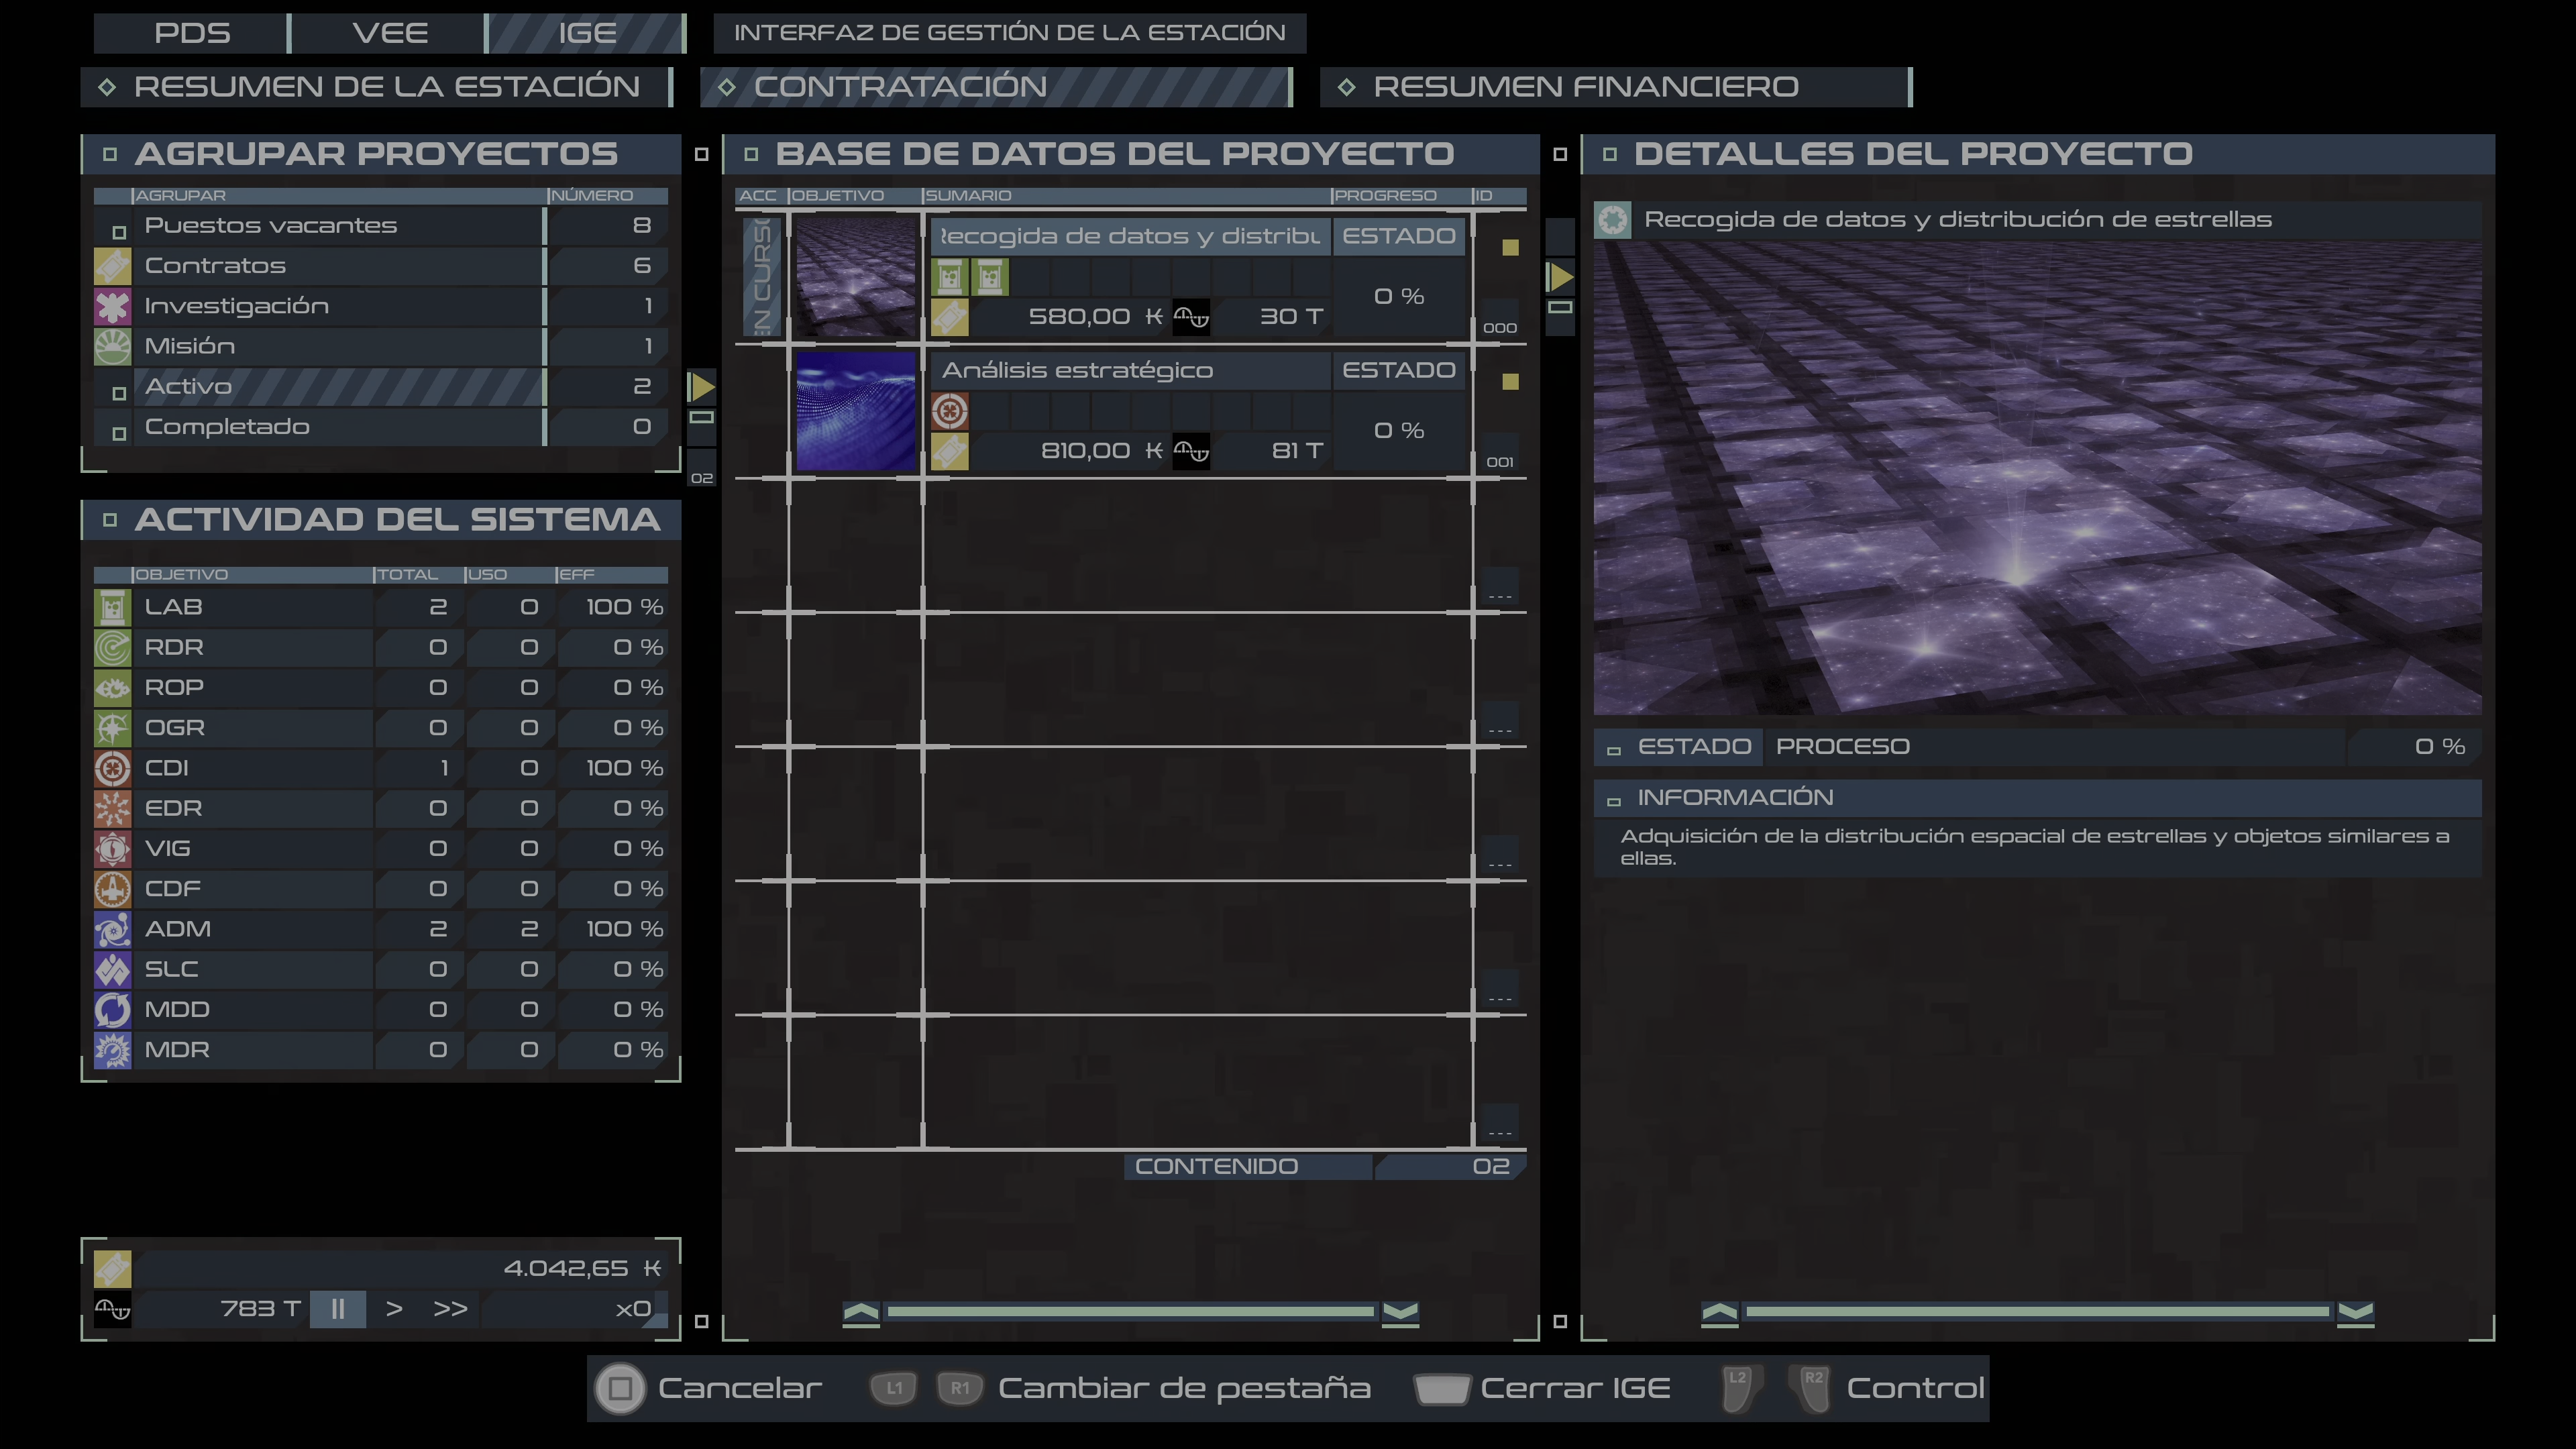 PDS
VEE
IGE
INTERFAZ DE GESTIÓN DE LA ESTACIÓN
RESUMEN DE LA ESTACIÓN
CONTRATACIÓN
RESUMEN FINANCIERO
AGRUPAR PROYECTOS
AGRUPAR NÚMERO
Puestos vacantes 8
Contratos 6
Investigación 1
Misión 1
Activo 2
Completado 0
02
ACTIVIDAD DEL SISTEMA
OBJETIVO TOTAL USO EFF
LAB 2 0 100 %
RDR 0 0 0 %
ROP 0 0 0 %
OGR 0 0 0 %
CDI 1 0 100 %
EDR 0 0 0 %
VIG 0 0 0 %
CDF 0 0 0 %
ADM 2 2 100 %
SLC 0 0 0 %
MDD 0 0 0 %
MDR 0 0 0 %
4.042,65 K
783 T || > >> x0
BASE DE DATOS DEL PROYECTO
ACC OBJETIVO SUMARIO PROGRESO ID
EN CURSO
Recogida de datos y distribu ESTADO
0 %
580,00 K 30 T
000
Análisis estratégico ESTADO
0 %
810,00 K 81 T
001
---
---
---
---
---
CONTENIDO 02
DETALLES DEL PROYECTO
Recogida de datos y distribución de estrellas
ESTADO PROCESO 0 %
INFORMACIÓN
Adquisición de la distribución espacial de estrellas y objetos similares a
ellas.
Cancelar L1 R1 Cambiar de pestaña Cerrar IGE L2 R2 Control